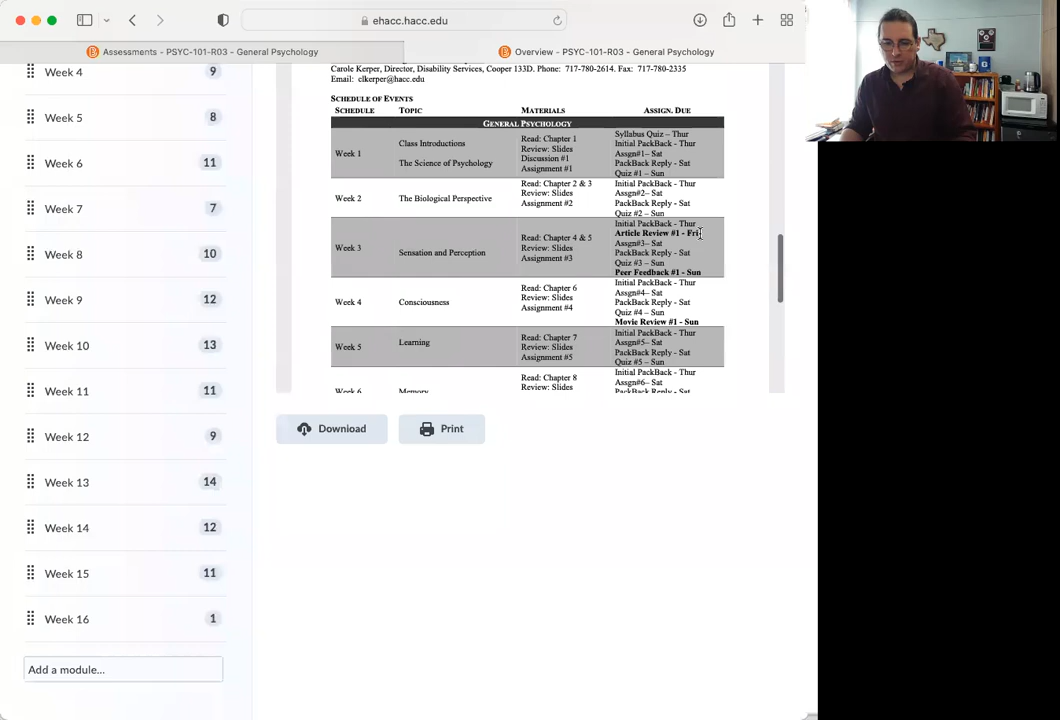 ehacc.hacc.edu
Assessments - PSYC-101-R03 - General Psychology
Overview - PSYC-101-R03 - General Psychology
Week 4 9
Week 5 8
Week 6 11
Week 7 7
Week 8 10
Week 9 12
Week 10 13
Week 11 11
Week 12 9
Week 13 14
Week 14 12
Week 15 11
Week 16 1
Add a module...
Carole Kerper, Director, Disability Services, Cooper 133D. Phone: 717-780-2614. Fax: 717-780-2335
Email: clkerper@hacc.edu
SCHEDULE OF EVENTS
SCHEDULE TOPIC MATERIALS ASSIGN. DUE
GENERAL PSYCHOLOGY
Week 1
Class Introductions
The Science of Psychology
Read: Chapter 1
Review: Slides
Discussion #1
Assignment #1
Syllabus Quiz – Thur
Initial PackBack - Thur
Assgn#1– Sat
PackBack Reply - Sat
Quiz #1 – Sun
Week 2
The Biological Perspective
Read: Chapter 2 & 3
Review: Slides
Assignment #2
Initial PackBack - Thur
Assgn#2– Sat
PackBack Reply - Sat
Quiz #2 – Sun
Week 3
Sensation and Perception
Read: Chapter 4 & 5
Review: Slides
Assignment #3
Initial PackBack - Thur
Article Review #1 - Fri
Assgn#3– Sat
PackBack Reply - Sat
Quiz #3 – Sun
Peer Feedback #1 - Sun
Week 4
Consciousness
Read: Chapter 6
Review: Slides
Assignment #4
Initial PackBack - Thur
Assgn#4– Sat
PackBack Reply - Sat
Quiz #4 – Sun
Movie Review #1 - Sun
Week 5
Learning
Read: Chapter 7
Review: Slides
Assignment #5
Initial PackBack - Thur
Assgn#5– Sat
PackBack Reply - Sat
Quiz #5 – Sun
Week 6
Memory
Read: Chapter 8
Review: Slides
Initial PackBack - Thur
Assgn#6– Sat
PackBack Reply - Sat
Download
Print